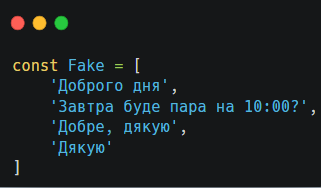 const Fake = [
'Доброго дня',
'Завтра буде пара на 10:00?',
'Добре, дякую',
'Дякую'
]